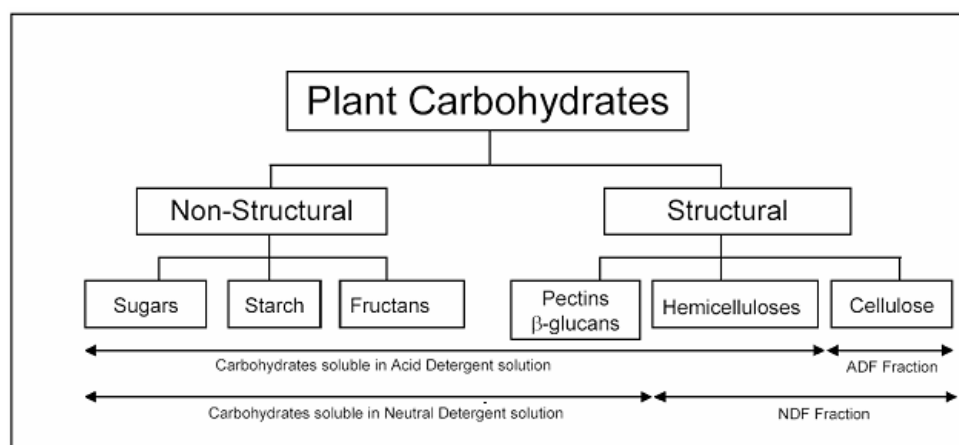 Plant Carbohydrates
Non-Structural
Structural
Sugars
Starch
Fructans
Pectins
β-glucans
Hemicelluloses
Cellulose
Carbohydrates soluble in Acid Detergent solution
ADF Fraction
Carbohydrates soluble in Neutral Detergent solution
NDF Fraction